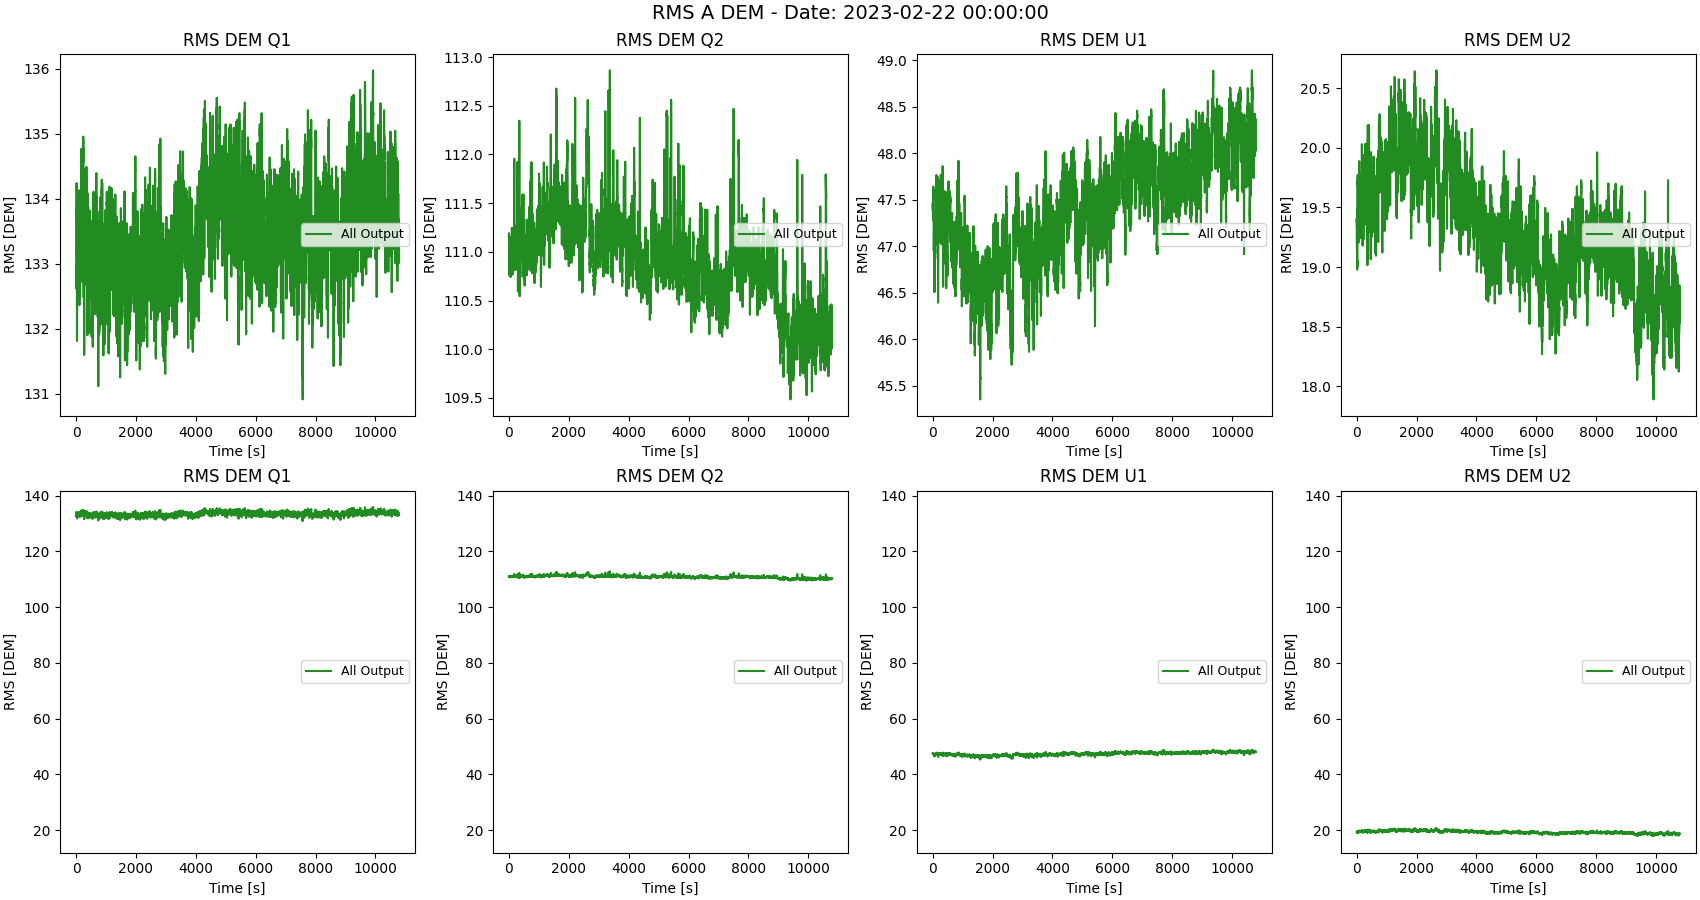 RMS A DEM - Date: 2023-02-22 00:00:00
RMS DEM Q1
RMS [DEM]
136
135
134
133
132
131
0 2000 4000 6000 8000 10000
Time [s]
All Output
RMS DEM Q2
RMS [DEM]
113.0
112.5
112.0
111.5
111.0
110.5
110.0
109.5
0 2000 4000 6000 8000 10000
Time [s]
All Output
RMS DEM U1
RMS [DEM]
49.0
48.5
48.0
47.5
47.0
46.5
46.0
45.5
0 2000 4000 6000 8000 10000
Time [s]
All Output
RMS DEM U2
RMS [DEM]
20.5
20.0
19.5
19.0
18.5
18.0
0 2000 4000 6000 8000 10000
Time [s]
All Output
RMS DEM Q1
RMS [DEM]
140
120
100
80
60
40
20
0 2000 4000 6000 8000 10000
Time [s]
All Output
RMS DEM Q2
RMS [DEM]
140
120
100
80
60
40
20
0 2000 4000 6000 8000 10000
Time [s]
All Output
RMS DEM U1
RMS [DEM]
140
120
100
80
60
40
20
0 2000 4000 6000 8000 10000
Time [s]
All Output
RMS DEM U2
RMS [DEM]
140
120
100
80
60
40
20
0 2000 4000 6000 8000 10000
Time [s]
All Output